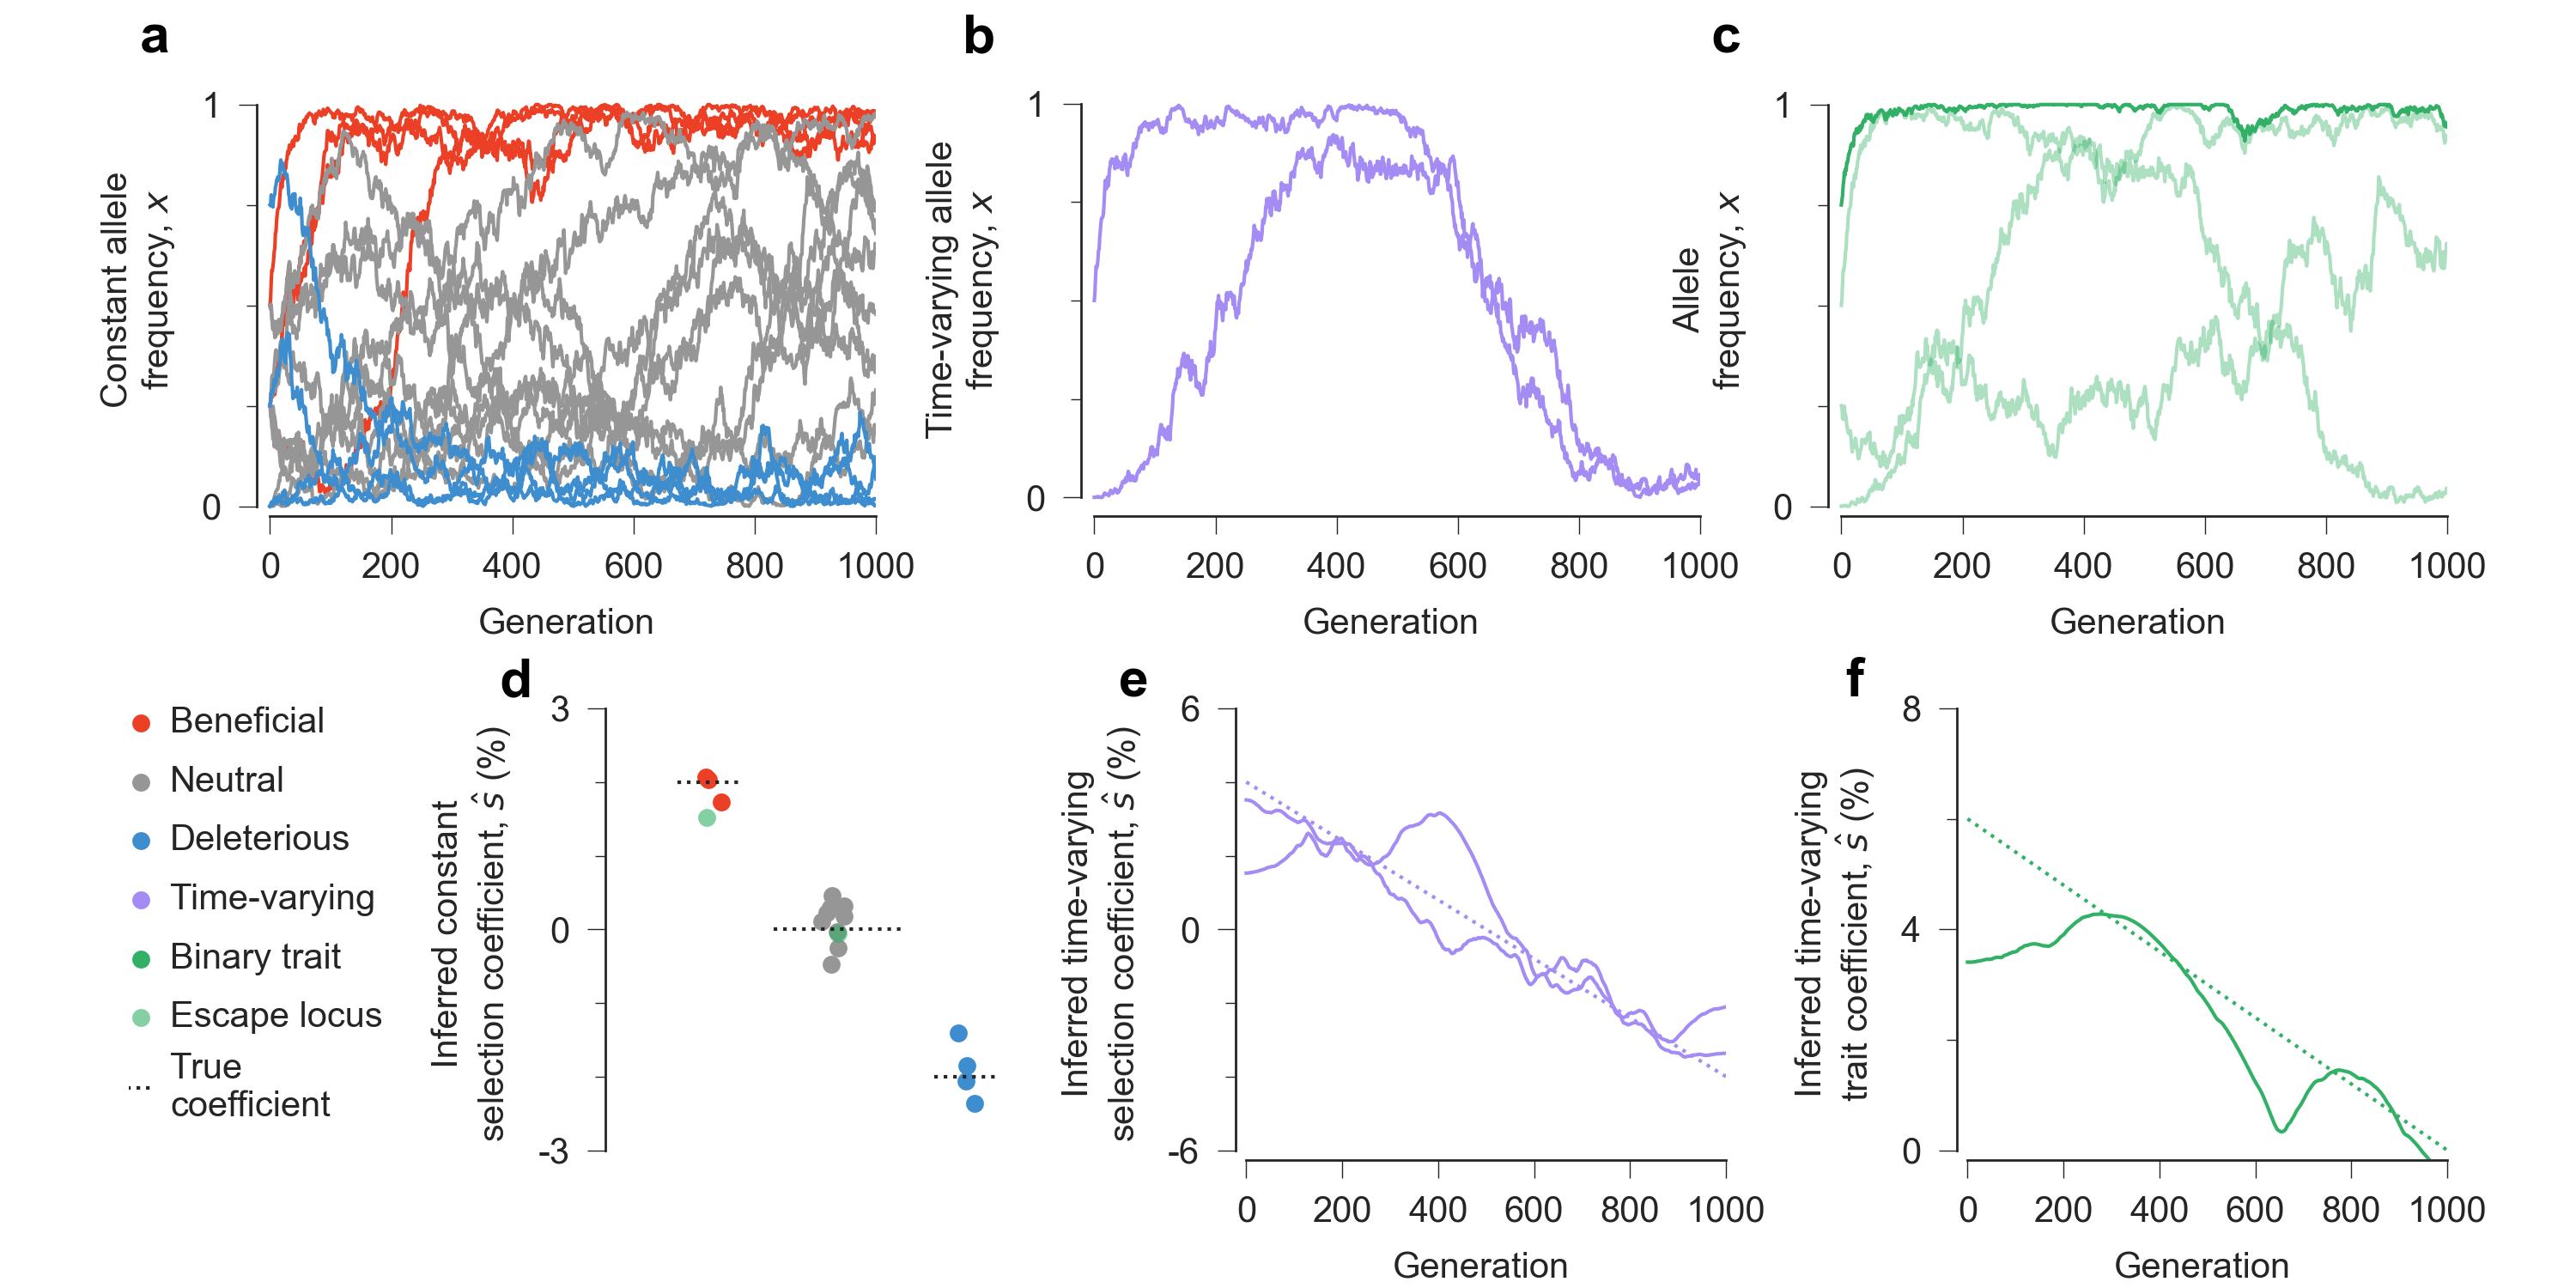 a
Constant allele
frequency, x
1
0
0 200 400 600 800 1000
Generation
b
Time-varying allele
frequency, x
1
0
0 200 400 600 800 1000
Generation
c
Allele
frequency, x
1
0
0 200 400 600 800 1000
Generation
Beneficial
Neutral
Deleterious
Time-varying
Binary trait
Escape locus
True
coefficient
d
Inferred constant
selection coefficient, ŝ (%)
3
0
-3
e
Inferred time-varying
selection coefficient, ŝ (%)
6
0
-6
0 200 400 600 800 1000
Generation
f
Inferred time-varying
trait coefficient, ŝ (%)
8
4
0
0 200 400 600 800 1000
Generation